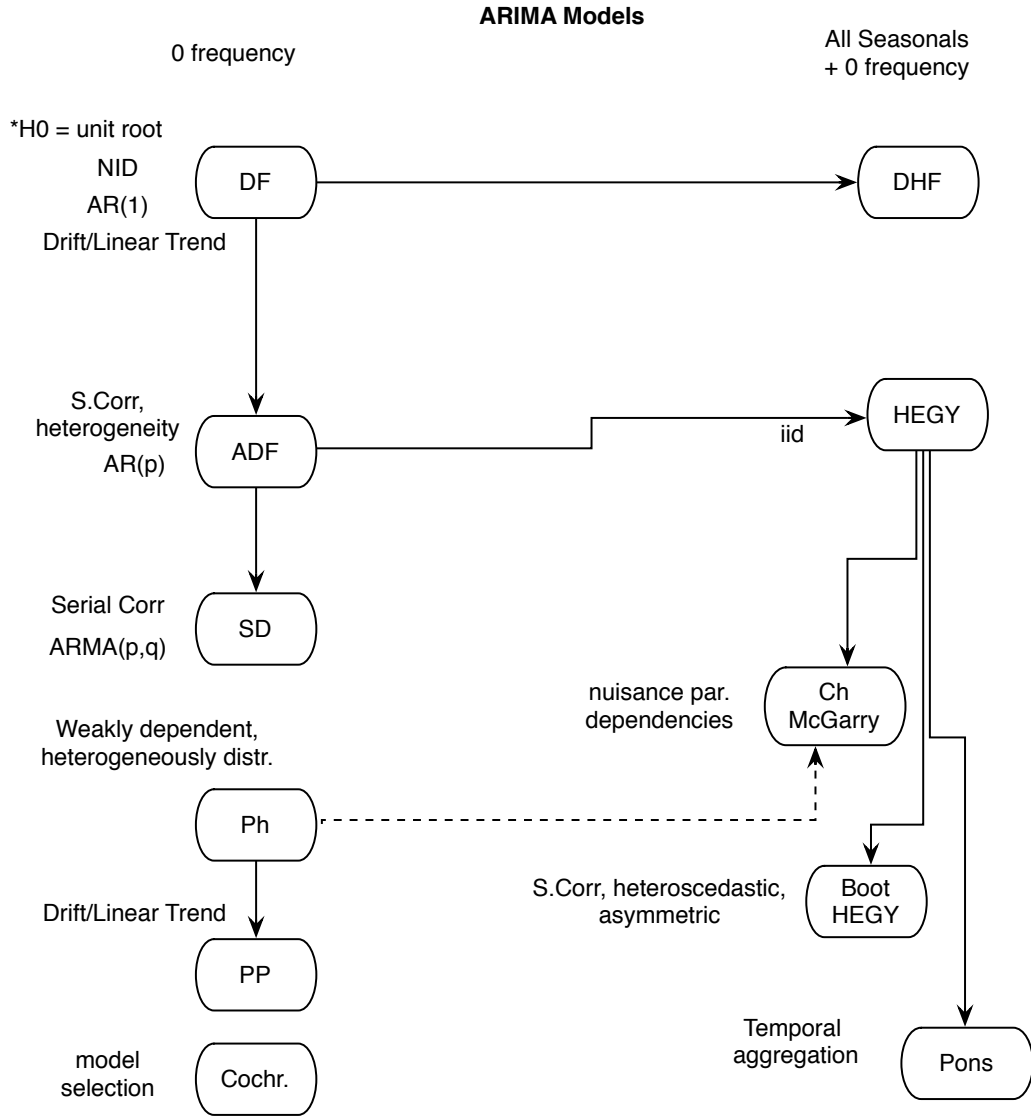 ARIMA Models
0 frequency
All Seasonals
+ 0 frequency
*H0 = unit root
NID
AR(1)
Drift/Linear Trend
DF
DHF
S.Corr,
heterogeneity
AR(p)
ADF
iid
HEGY
Serial Corr
ARMA(p,q)
SD
nuisance par.
dependencies
Ch
McGarry
Weakly dependent,
heterogeneously distr.
Ph
S.Corr, heteroscedastic,
asymmetric
Boot
HEGY
Drift/Linear Trend
PP
Temporal
aggregation
Pons
model
selection
Cochr.